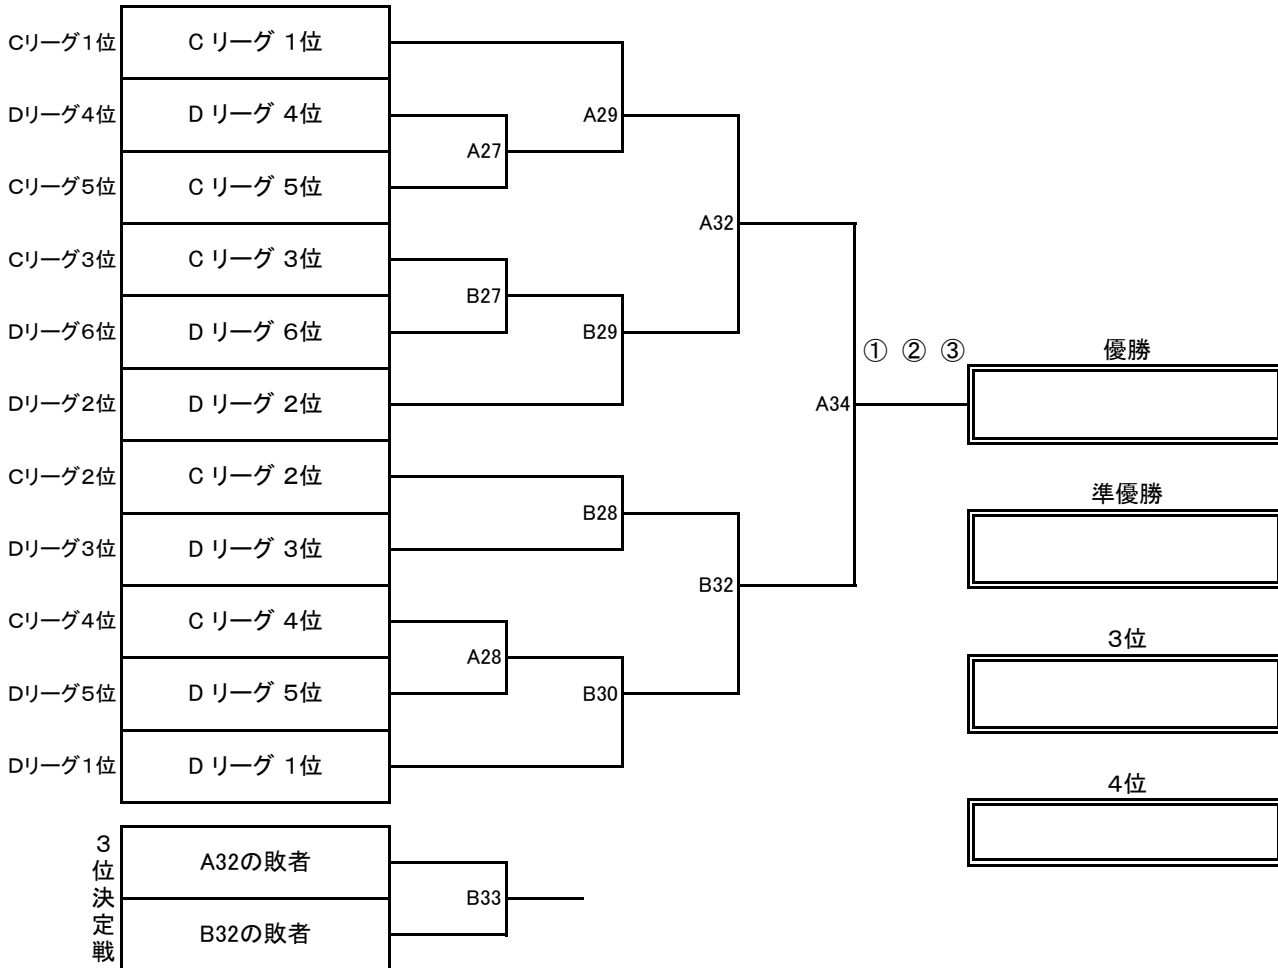 Cリーグ1位 C リーグ 1位
Dリーグ4位 D リーグ 4位 A29
A27
Cリーグ5位 C リーグ 5位
A32
Cリーグ3位 C リーグ 3位
B27
Dリーグ6位 D リーグ 6位 B29
① ② ③ 優勝
Dリーグ2位 D リーグ 2位 A34
Cリーグ2位 C リーグ 2位
準優勝
B28
Dリーグ3位 D リーグ 3位
B32
Cリーグ4位 C リーグ 4位
3位
A28
Dリーグ5位 D リーグ 5位 B30
Dリーグ1位 D リーグ 1位
4位
3位決定戦
A32の敗者
B33
B32の敗者